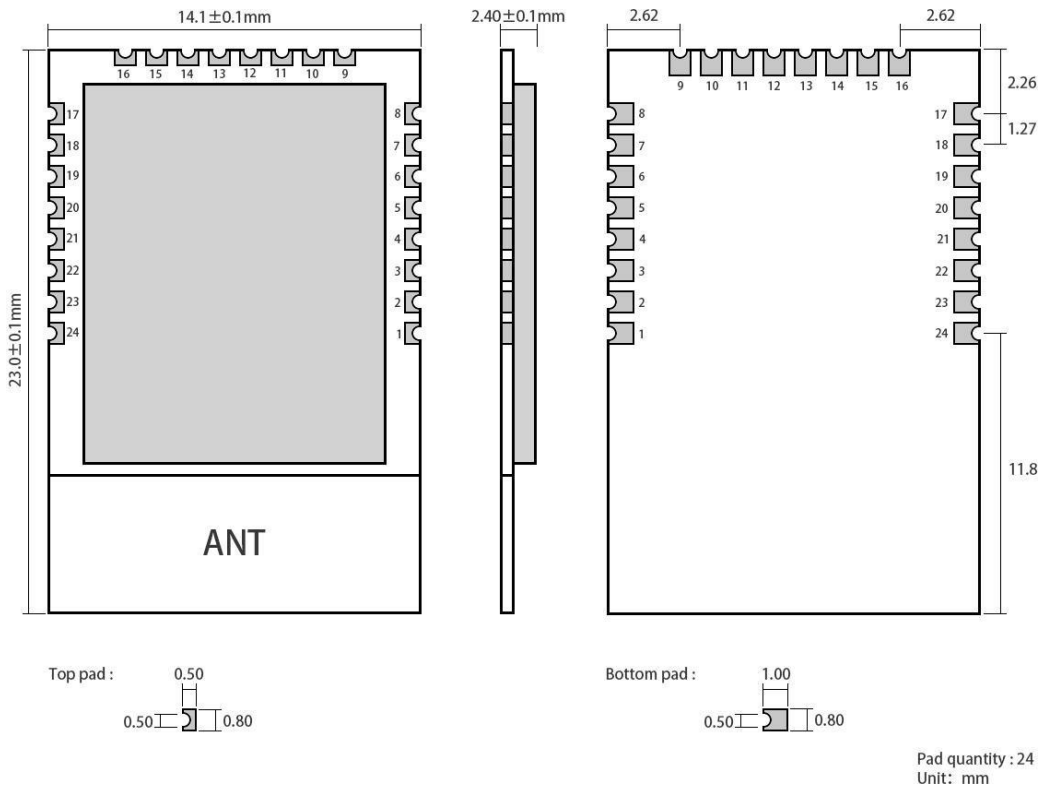 14.1±0.1mm
2.40±0.1mm
2.62
2.62
16 15 14 13 12 11 10 9
9 10 11 12 13 14 15 16
2.26
1.27
17 8
18 7
19 6
20 5
21 4
22 3
23 2
24 1
8 17
7 18
6 19
5 20
4 21
3 22
2 23
1 24
23.0±0.1mm
11.8
ANT
Top pad : 0.50
0.50 0.80
Bottom pad : 1.00
0.50 0.80
Pad quantity : 24
Unit: mm